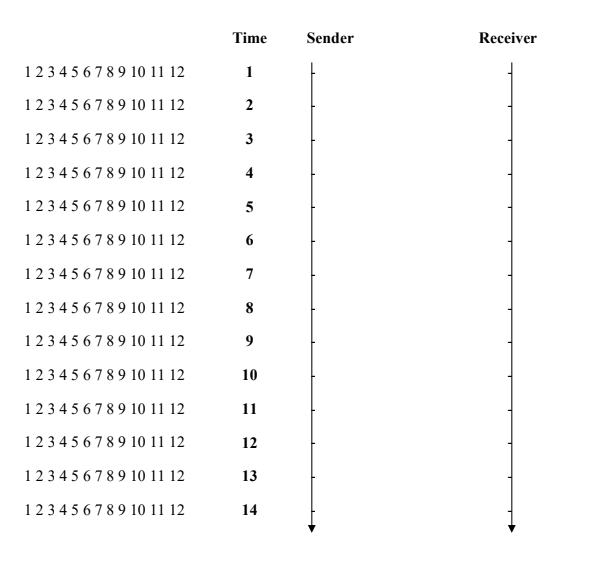 Time Sender Receiver
1 2 3 4 5 6 7 8 9 10 11 12 1
1 2 3 4 5 6 7 8 9 10 11 12 2
1 2 3 4 5 6 7 8 9 10 11 12 3
1 2 3 4 5 6 7 8 9 10 11 12 4
1 2 3 4 5 6 7 8 9 10 11 12 5
1 2 3 4 5 6 7 8 9 10 11 12 6
1 2 3 4 5 6 7 8 9 10 11 12 7
1 2 3 4 5 6 7 8 9 10 11 12 8
1 2 3 4 5 6 7 8 9 10 11 12 9
1 2 3 4 5 6 7 8 9 10 11 12 10
1 2 3 4 5 6 7 8 9 10 11 12 11
1 2 3 4 5 6 7 8 9 10 11 12 12
1 2 3 4 5 6 7 8 9 10 11 12 13
1 2 3 4 5 6 7 8 9 10 11 12 14